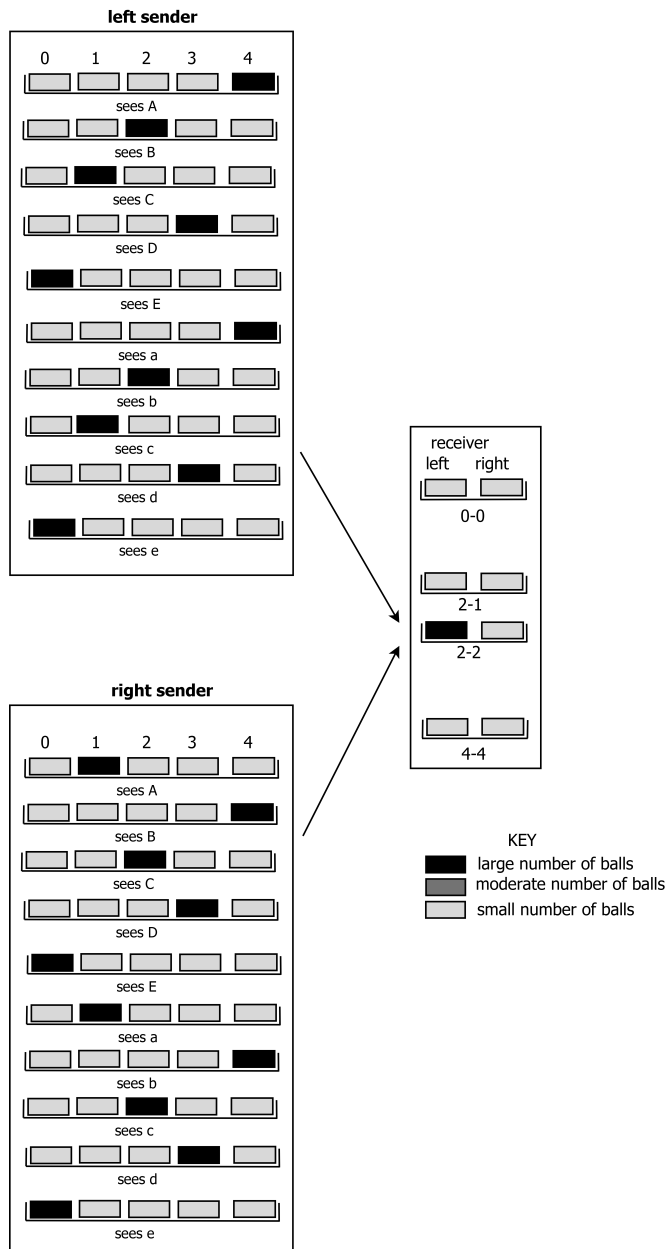 left sender
0 1 2 3 4
sees A
sees B
sees C
sees D
sees E
sees a
sees b
sees c
sees d
sees e
receiver
left right
0-0
2-1
2-2
4-4
right sender
0 1 2 3 4
sees A
sees B
sees C
sees D
sees E
sees a
sees b
sees c
sees d
sees e
KEY
large number of balls
moderate number of balls
small number of balls